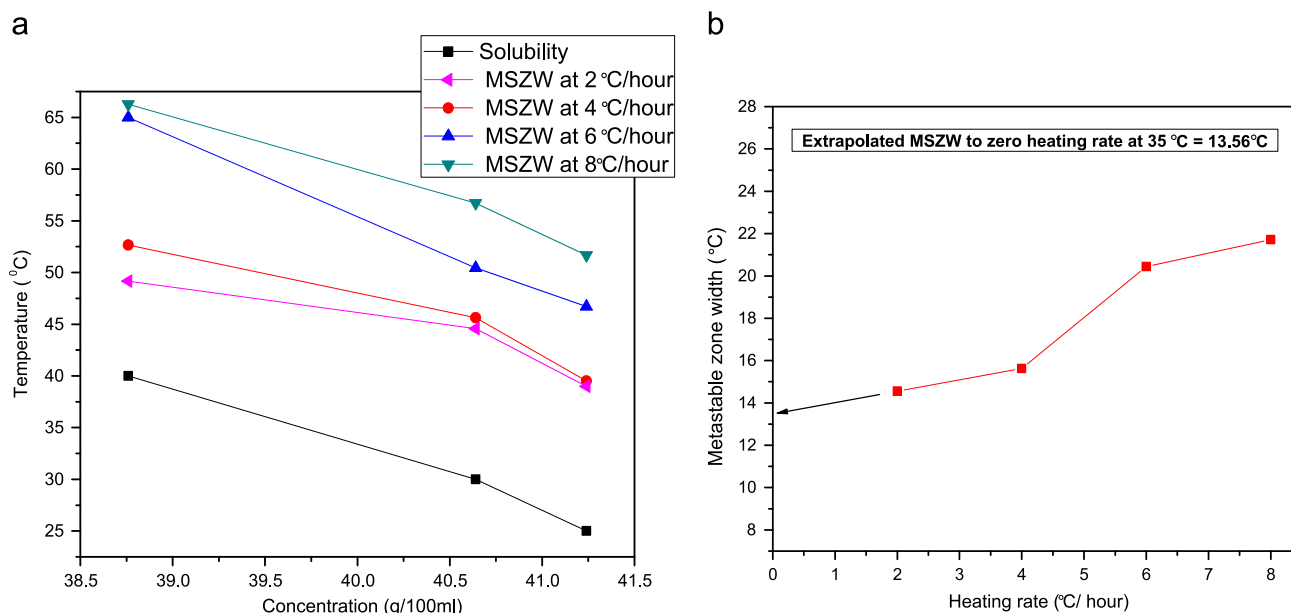 a
Solubility
MSZW at 2 °C/hour
MSZW at 4 °C/hour
MSZW at 6 °C/hour
MSZW at 8°C/hour
65
60
55
50
45
40
35
30
25
Temperature ( ⁰C)
38.5 39.0 39.5 40.0 40.5 41.0 41.5
Concentration (g/100ml)
b
Extrapolated MSZW to zero heating rate at 35 °C = 13.56°C
28
26
24
22
20
18
16
14
12
10
8
Metastable zone width ( °C)
0 1 2 3 4 5 6 7 8
Heating rate (°C/ hour)